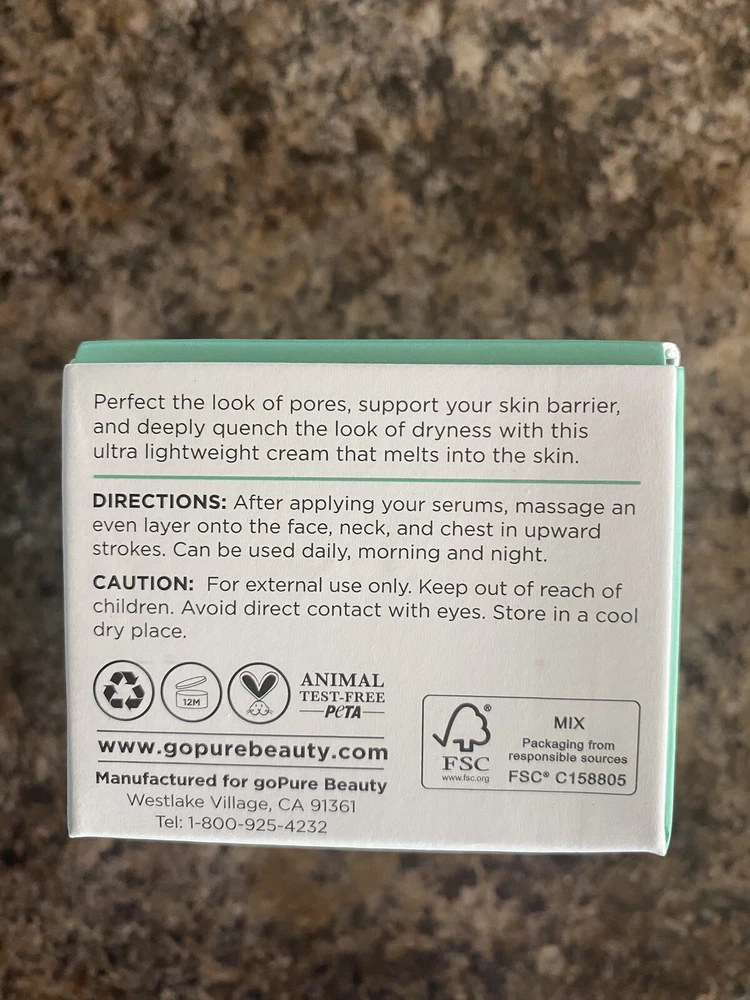 Perfect the look of pores, support your skin barrier,
and deeply quench the look of dryness with this
ultra lightweight cream that melts into the skin.
DIRECTIONS: After applying your serums, massage an
even layer onto the face, neck, and chest in upward
strokes. Can be used daily, morning and night.
CAUTION: For external use only. Keep out of reach of
children. Avoid direct contact with eyes. Store in a cool
dry place.
12M
ANIMAL
TEST-FREE
PETA
www.gopurebeauty.com
Manufactured for goPure Beauty
Westlake Village, CA 91361
Tel: 1-800-925-4232
®
FSC
www.fsc.org
MIX
Packaging from
responsible sources
FSC® C158805